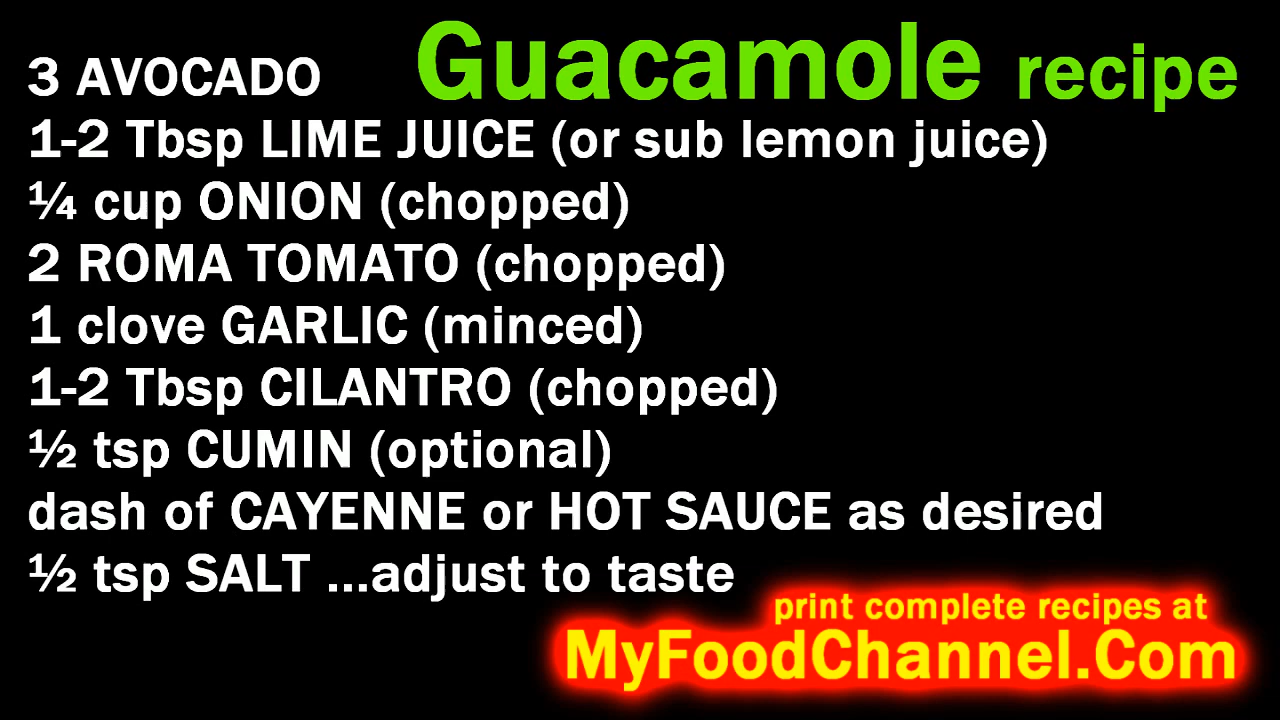 Guacamole recipe
3 AVOCADO
1-2 Tbsp LIME JUICE (or sub lemon juice)
¼ cup ONION (chopped)
2 ROMA TOMATO (chopped)
1 clove GARLIC (minced)
1-2 Tbsp CILANTRO (chopped)
½ tsp CUMIN (optional)
dash of CAYENNE or HOT SAUCE as desired
½ tsp SALT ...adjust to taste
print complete recipes at
MyFoodChannel.Com